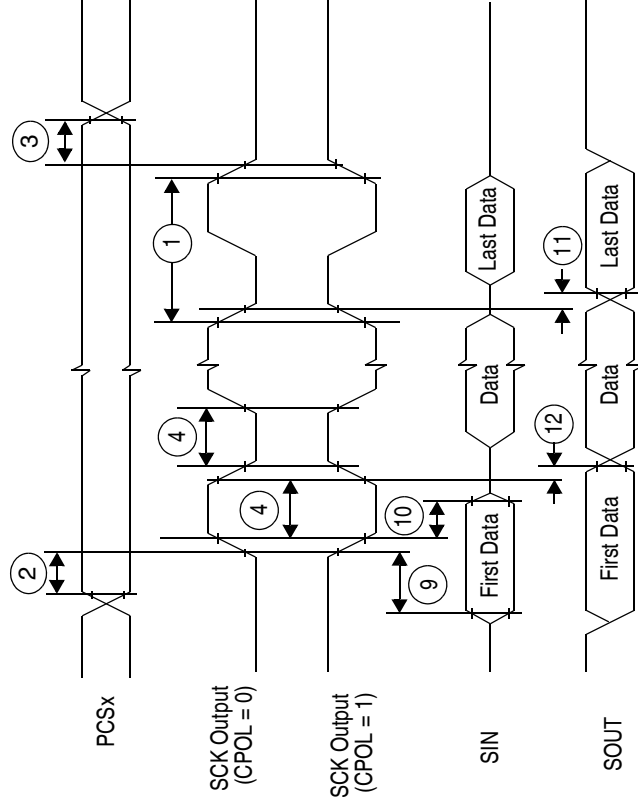 PCSx
2
3
SCK Output
(CPOL = 0)
4
1
4
SCK Output
(CPOL = 1)
9
10
SIN
First Data
Data
Last Data
12
11
SOUT
First Data
Data
Last Data